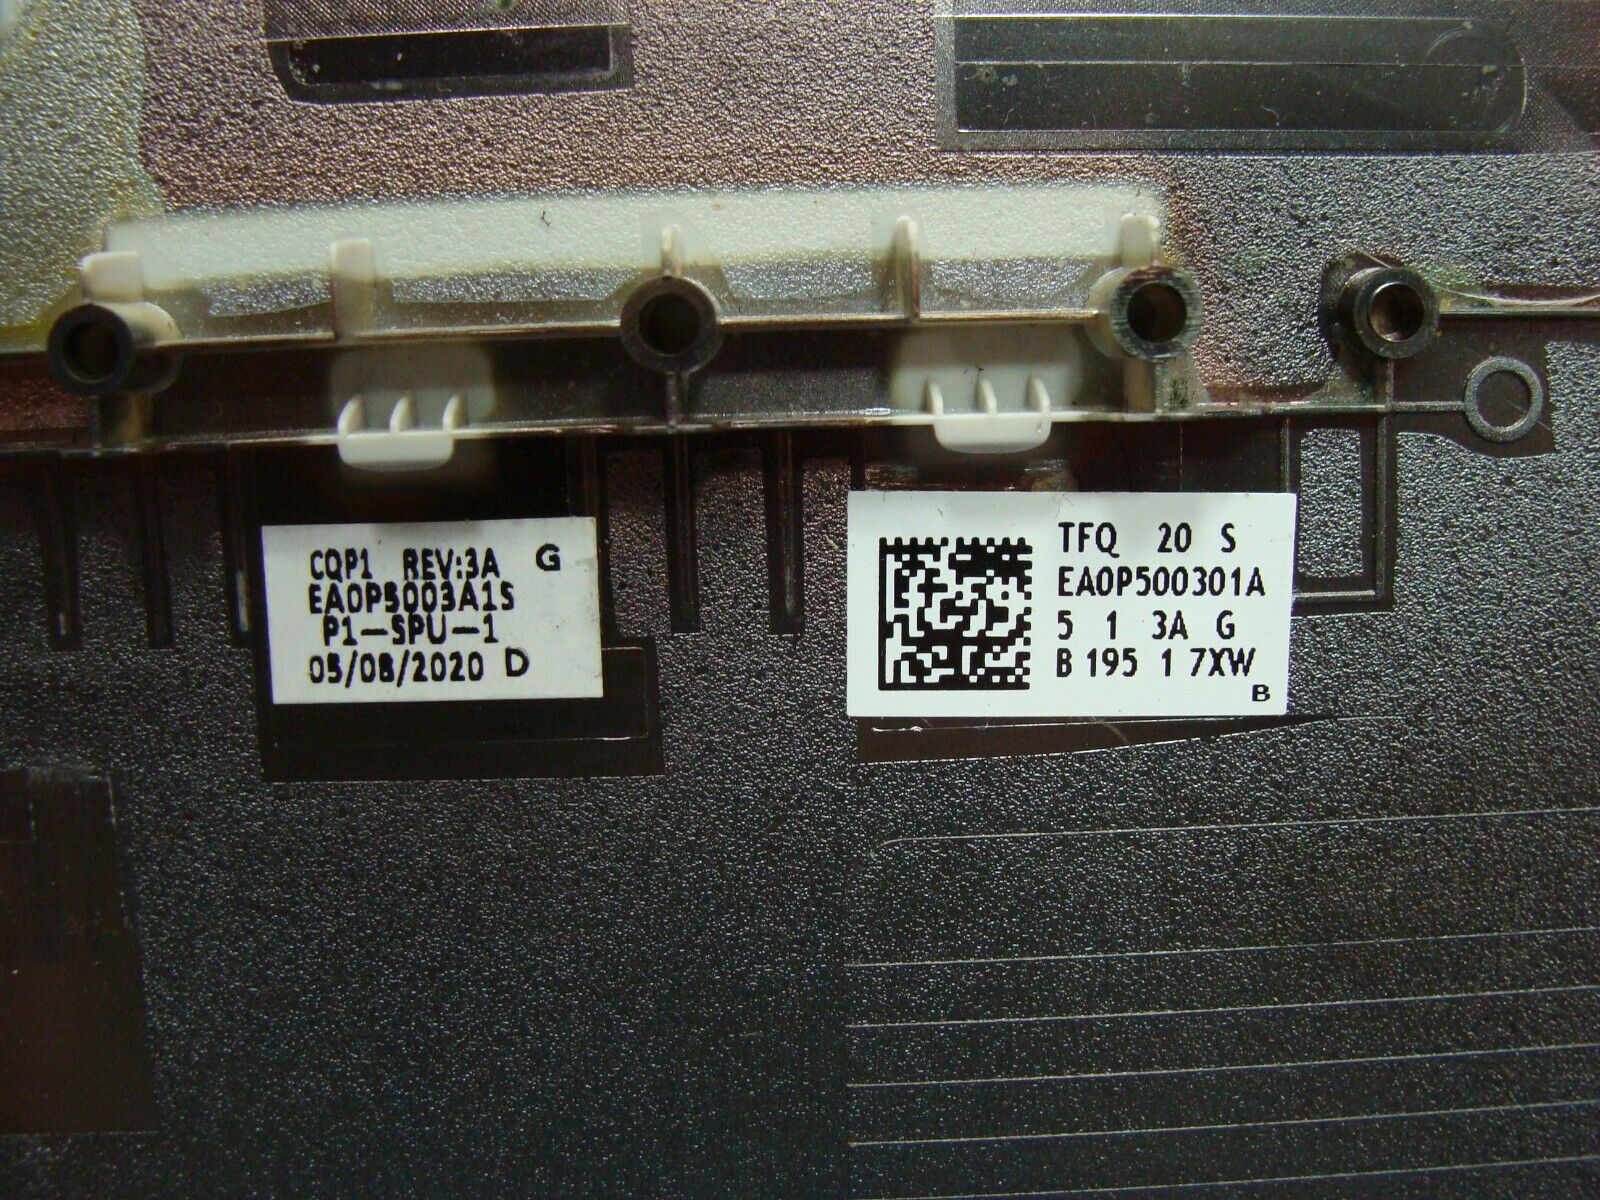 CQP1 REV:3A G
EA0P5003A1S
P1-SPU-1
05/08/2020 D
TFQ 20 S
EA0P500301A
5 1 3A G
B 195 1 7XW
B